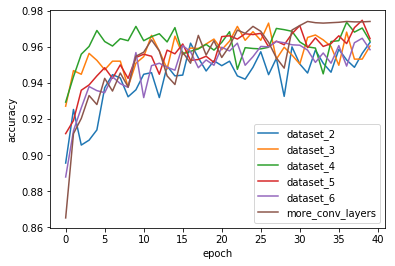 0.98
0.96
0.94
0.92
0.90
0.88
0.86
accuracy
0
5
10
15
20
25
30
35
40
epoch
dataset_2
dataset_3
dataset_4
dataset_5
dataset_6
more_conv_layers